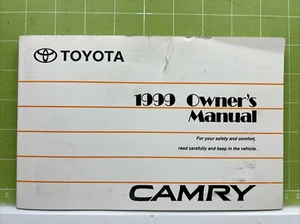 TOYOTA
1999 Owner's
Manual
For your safety and comfort,
read carefully and keep in the vehicle.
CAMRY